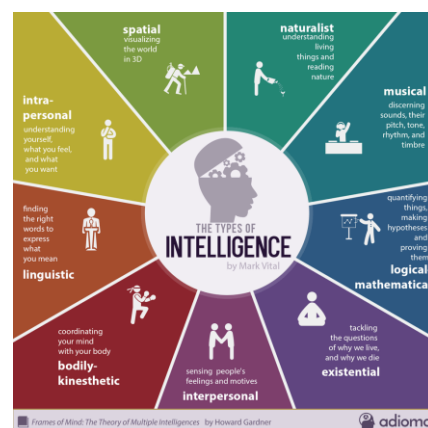 spatial
visualizing
the world
in 3D
naturalist
understanding
living
things and
reading
nature
musical
discerning
sounds, their
pitch, tone,
rhythm, and
timbre
quantifying
things,
making
hypotheses
and
proving
them
logical
mathematica
tackling
the questions
of why we live,
and why we die
existential
sensing people's
feelings and motives
interpersonal
coordinating
your mind
with your body
bodily-
kinesthetic
finding
the right
words to
express
what
you mean
linguistic
intra-
personal
understanding
yourself,
what you feel,
and what
you want
THE TYPES OF
INTELLIGENCE
by Mark Vital
Frames of Mind: The Theory of Multiple Intelligences by Howard Gardner
adioma